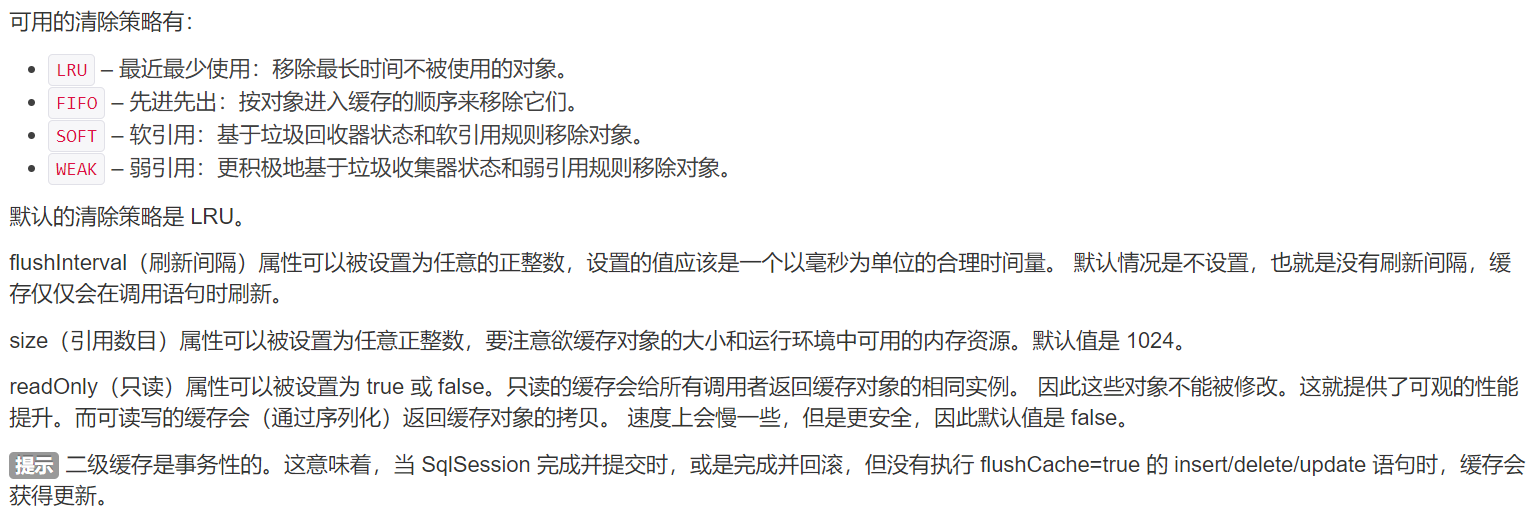 可用的清除策略有：
LRU – 最近最少使用：移除最长时间不被使用的对象。
FIFO – 先进先出：按对象进入缓存的顺序来移除它们。
SOFT – 软引用：基于垃圾回收器状态和软引用规则移除对象。
WEAK – 弱引用：更积极地基于垃圾收集器状态和弱引用规则移除对象。
默认的清除策略是 LRU。
flushInterval（刷新间隔）属性可以被设置为任意的正整数，设置的值应该是一个以毫秒为单位的合理时间量。 默认情况是不设置，也就是没有刷新间隔，缓
存仅仅会在调用语句时刷新。
size（引用数目）属性可以被设置为任意正整数，要注意欲缓存对象的大小和运行环境中可用的内存资源。默认值是 1024。
readOnly（只读）属性可以被设置为 true 或 false。只读的缓存会给所有调用者返回缓存对象的相同实例。 因此这些对象不能被修改。这就提供了可观的性能
提升。而可读写的缓存会（通过序列化）返回缓存对象的拷贝。 速度上会慢一些，但是更安全，因此默认值是 false。
提示 二级缓存是事务性的。这意味着，当 SqlSession 完成并提交时，或是完成并回滚，但没有执行 flushCache=true 的 insert/delete/update 语句时，缓存会
获得更新。